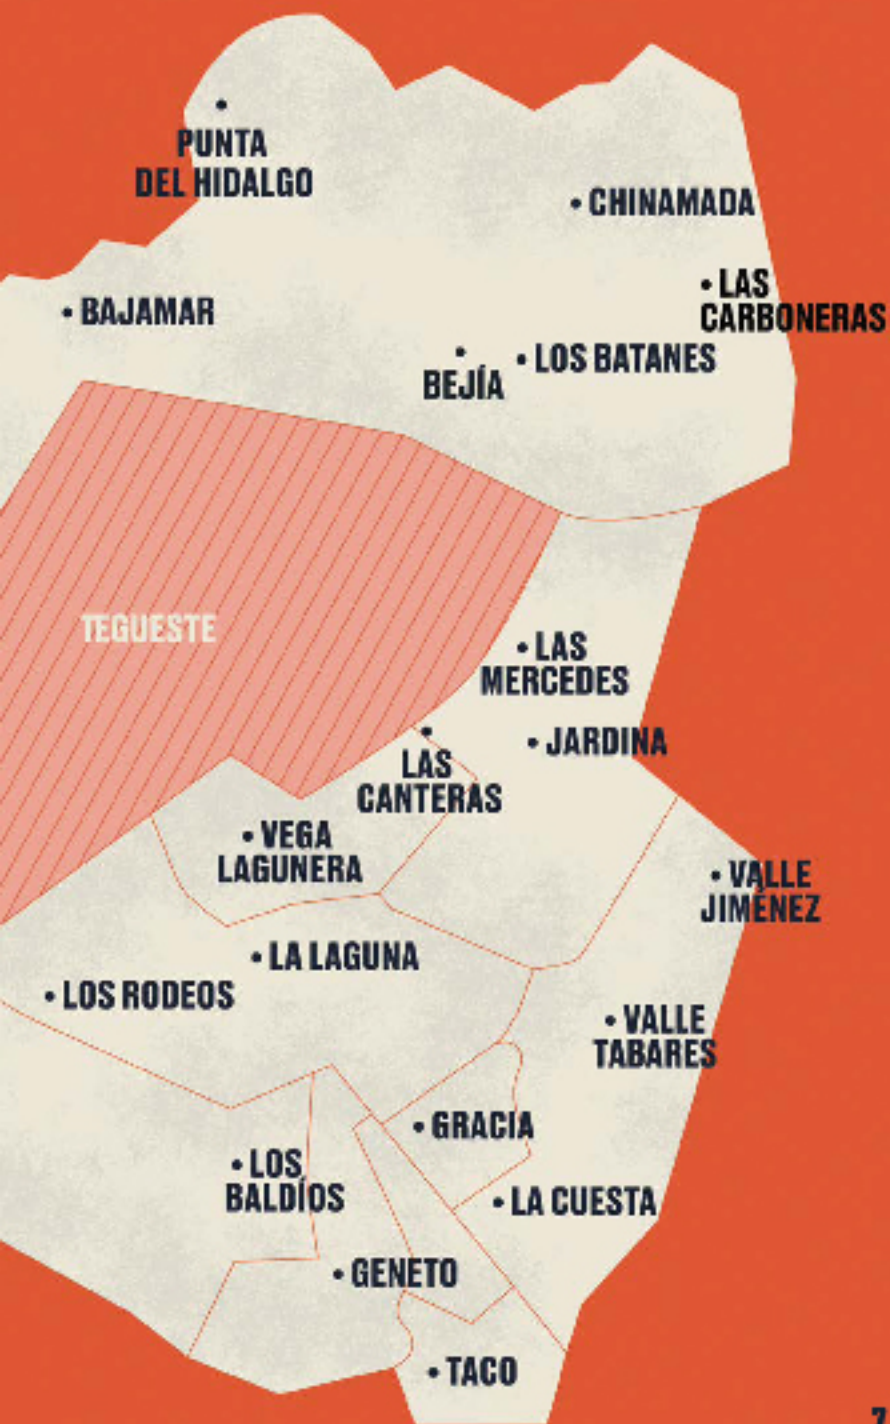 PUNTA
DEL HIDALGO
• CHINAMADA
• LAS
CARBONERAS
• BAJAMAR
BEJÍA
• LOS BATANES
TEGUESTE
• LAS
MERCEDES
• JARDINA
LAS
CANTERAS
• VEGA
LAGUNERA
• VALLE
JIMÉNEZ
• LA LAGUNA
• LOS RODEOS
• VALLE
TABARES
• GRACIA
• LOS
BALDÍOS
• LA CUESTA
• GENETO
• TACO